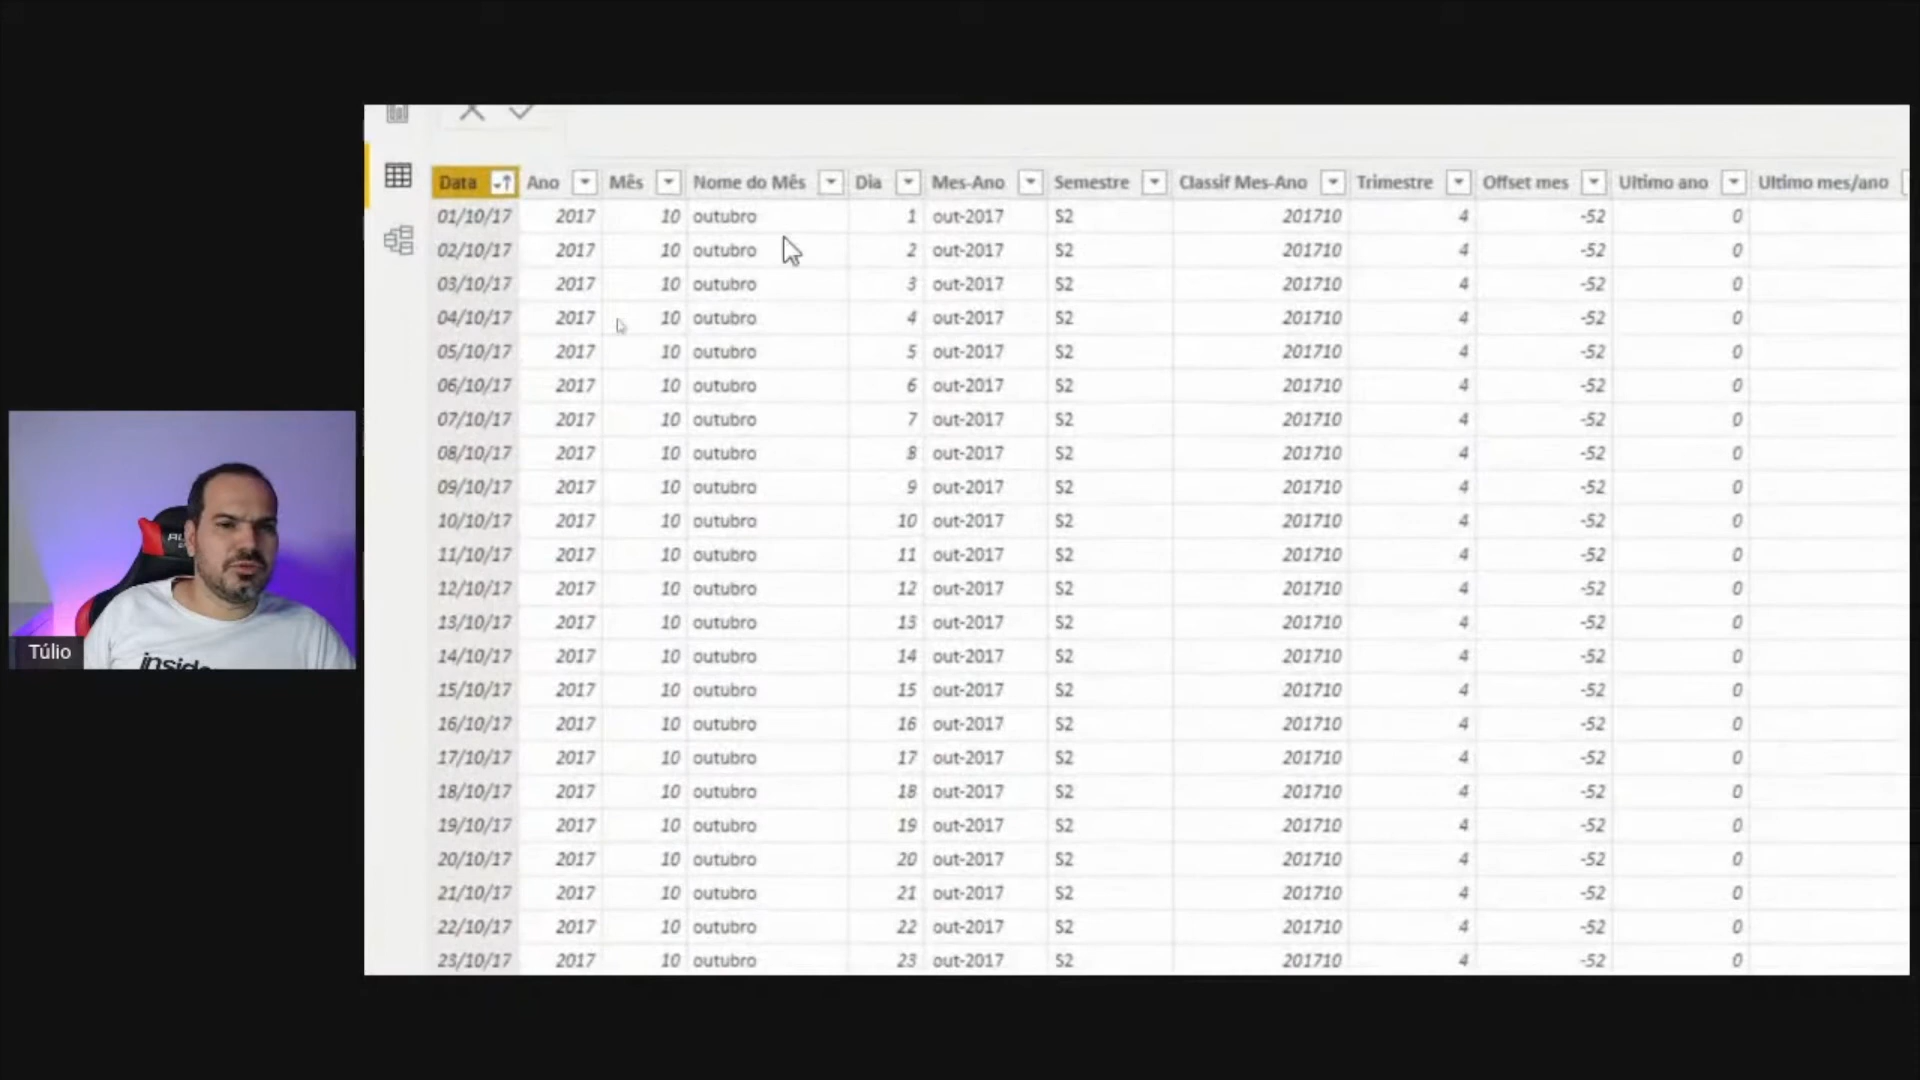 Data Ano Mês Nome do Mês Dia Mes-Ano Semestre Classif Mes-Ano Trimestre Offset mes Ultimo ano Ultimo mes/ano
01/10/17 2017 10 outubro 1 out-2017 S2 201710 4 -52 0
02/10/17 2017 10 outubro 2 out-2017 S2 201710 4 -52 0
03/10/17 2017 10 outubro 3 out-2017 S2 201710 4 -52 0
04/10/17 2017 10 outubro 4 out-2017 S2 201710 4 -52 0
05/10/17 2017 10 outubro 5 out-2017 S2 201710 4 -52 0
06/10/17 2017 10 outubro 6 out-2017 S2 201710 4 -52 0
07/10/17 2017 10 outubro 7 out-2017 S2 201710 4 -52 0
08/10/17 2017 10 outubro 8 out-2017 S2 201710 4 -52 0
09/10/17 2017 10 outubro 9 out-2017 S2 201710 4 -52 0
10/10/17 2017 10 outubro 10 out-2017 S2 201710 4 -52 0
11/10/17 2017 10 outubro 11 out-2017 S2 201710 4 -52 0
12/10/17 2017 10 outubro 12 out-2017 S2 201710 4 -52 0
13/10/17 2017 10 outubro 13 out-2017 S2 201710 4 -52 0
14/10/17 2017 10 outubro 14 out-2017 S2 201710 4 -52 0
15/10/17 2017 10 outubro 15 out-2017 S2 201710 4 -52 0
16/10/17 2017 10 outubro 16 out-2017 S2 201710 4 -52 0
17/10/17 2017 10 outubro 17 out-2017 S2 201710 4 -52 0
18/10/17 2017 10 outubro 18 out-2017 S2 201710 4 -52 0
19/10/17 2017 10 outubro 19 out-2017 S2 201710 4 -52 0
20/10/17 2017 10 outubro 20 out-2017 S2 201710 4 -52 0
21/10/17 2017 10 outubro 21 out-2017 S2 201710 4 -52 0
22/10/17 2017 10 outubro 22 out-2017 S2 201710 4 -52 0
23/10/17 2017 10 outubro 23 out-2017 S2 201710 4 -52 0
Túlio